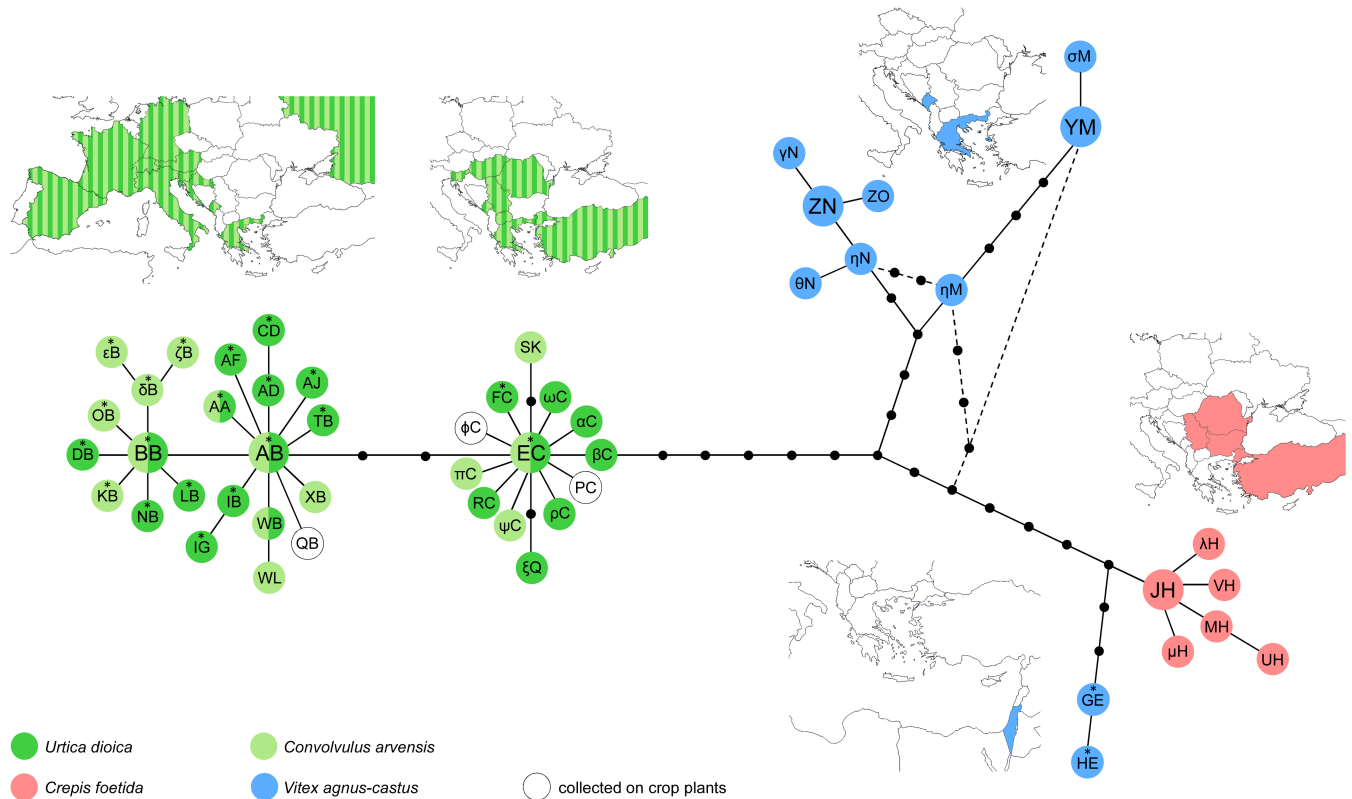 σM
YM
γN
ZN
ZO
ηN
θN
ηM
*
CD
*
εB
*
ζB
*
AF
*
δB
*
AD
*
AJ
*
AA
*
OB
*
TB
*
DB
*
BB
*
AB
*
KB
*
LB
*
NB
*
IB
*
IG
XB
WB
QB
WL
SK
*
FC
ωC
ϕC
αC
*
EC
βC
πC
PC
RC
ψC
ρC
ξQ
λH
JH
VH
MH
μH
UH
*
GE
*
HE
Urtica dioica
Convolvulus arvensis
Crepis foetida
Vitex agnus-castus
collected on crop plants